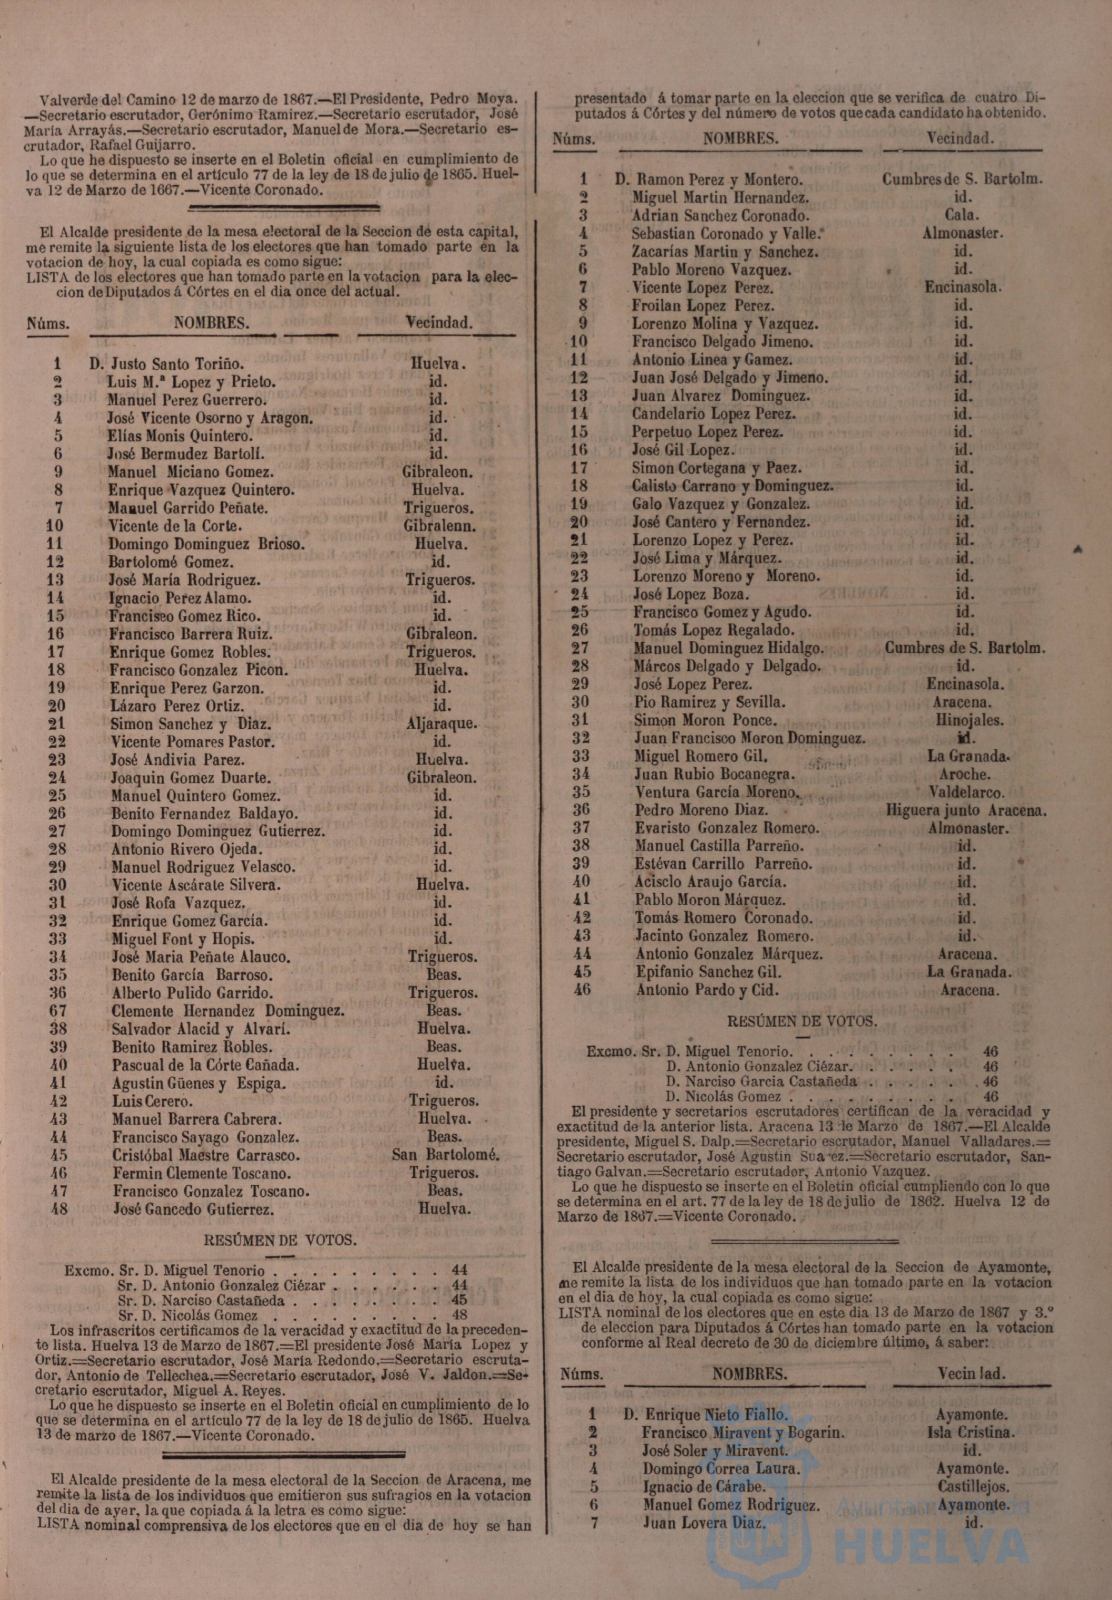 Valverde del Camino 12 de marzo de 1867.—El Presidente, Pedro Moya.
—Secretario escrutador, Gerónimo Ramirez.—Secretario escrutador, José
María Arrayás.—Secretario escrutador, Manuel de Mora.—Secretario es-
crutador, Rafael Guijarro.
Lo que he dispuesto se inserte en el Boletin oficial en cumplimiento de
lo que se determina en el artículo 77 de la ley de 18 de julio de 1865. Huel-
va 12 de Marzo de 1667.—Vicente Coronado.
El Alcalde presidente de la mesa electoral de la Seccion de esta capital,
me remite la siguiente lista de los electores que han tomado parte en la
votacion de hoy, la cual copiada es como sigue:
LISTA de los electores que han tomado parte en la votacion para la elec-
cion de Diputados á Córtes en el dia once del actual.
Núms. NOMBRES. Vecindad.
1 D. Justo Santo Toriño. Huelva.
2 Luis M.ª Lopez y Prieto. id.
3 Manuel Perez Guerrero. id.
4 José Vicente Osorno y Aragon. id.
5 Elías Monis Quintero. id.
6 José Bermudez Bartolí. id.
9 Manuel Miciano Gomez. Gibraleon.
8 Enrique Vazquez Quintero. Huelva.
7 Manuel Garrido Peñate. Trigueros.
10 Vicente de la Corte. Gibralenn.
11 Domingo Dominguez Brioso. Huelva.
12 Bartolomé Gomez. id.
13 José María Rodriguez. Trigueros.
14 Ignacio Perez Alamo. id.
15 Francisco Gomez Rico. id.
16 Francisco Barrera Ruiz. Gibraleon.
17 Enrique Gomez Robles. Trigueros.
18 Francisco Gonzalez Picon. Huelva.
19 Enrique Perez Garzon. id.
20 Lázaro Perez Ortiz. id.
21 Simon Sanchez y Diaz. Aljaraque.
22 Vicente Pomares Pastor. id.
23 José Andivia Parez. Huelva.
24 Joaquin Gomez Duarte. Gibraleon.
25 Manuel Quintero Gomez. id.
26 Benito Fernandez Baldayo. id.
27 Domingo Dominguez Gutierrez. id.
28 Antonio Rivero Ojeda. id.
29 Manuel Rodriguez Velasco. id.
30 Vicente Ascárate Silvera. Huelva.
31 José Rofa Vazquez. id.
32 Enrique Gomez García. id.
33 Miguel Font y Hopis. id.
34 José Maria Peñate Alauco. Trigueros.
35 Benito García Barroso. Beas.
36 Alberto Pulido Garrido. Trigueros.
67 Clemente Hernandez Dominguez. Beas.
38 Salvador Alacid y Alvarí. Huelva.
39 Benito Ramirez Robles. Beas.
40 Pascual de la Córte Cañada. Huelva.
41 Agustin Güenes y Espiga. id.
42 Luis Cerero. Trigueros.
43 Manuel Barrera Cabrera. Huelva.
44 Francisco Sayago Gonzalez. Beas.
45 Cristóbal Maestre Carrasco. San Bartolomé.
46 Fermin Clemente Toscano. Trigueros.
47 Francisco Gonzalez Toscano. Beas.
48 José Gancedo Gutierrez. Huelva.
RESÚMEN DE VOTOS.
Excmo. Sr. D. Miguel Tenorio . . . . . . . . . 44
Sr. D. Antonio Gonzalez Ciézar . . . . . . 44
Sr. D. Narciso Castañeda . . . . . . . . 45
Sr. D. Nicolás Gomez . . . . . . . . . 48
Los infrascritos certificamos de la veracidad y exactitud de la preceden-
te lista. Huelva 13 de Marzo de 1867.=El presidente José María Lopez y
Ortiz.=Secretario escrutador, José María Redondo.=Secretario escruta-
dor, Antonio de Tellechea.=Secretario escrutador, José V. Jaldon.=Se-
cretario escrutador, Miguel A. Reyes.
Lo que he dispuesto se inserte en el Boletin oficial en cumplimiento de lo
que se determina en el artículo 77 de la ley de 18 de julio de 1865. Huelva
13 de marzo de 1867.—Vicente Coronado.
El Alcalde presidente de la mesa electoral de la Seccion de Aracena, me
remite la lista de los individuos que emitieron sus sufragios en la votacion
del dia de ayer, la que copiada á la letra es como sigue:
LISTA nominal comprensiva de los electores que en el dia de hoy se han
presentado á tomar parte en la eleccion que se verifica de cuatro Di-
putados á Córtes y del número de votos que cada candidato ha obtenido.
Núms. NOMBRES. Vecindad.
1 D. Ramon Perez y Montero. Cumbres de S. Bartolm.
2 Miguel Martin Hernandez. id.
3 Adrian Sanchez Coronado. Cala.
4 Sebastian Coronado y Valle. Almonaster.
5 Zacarías Martin y Sanchez. id.
6 Pablo Moreno Vazquez. id.
7 Vicente Lopez Perez. Encinasola.
8 Froilan Lopez Perez. id.
9 Lorenzo Molina y Vazquez. id.
10 Francisco Delgado Jimeno. id.
11 Antonio Linea y Gamez. id.
12 Juan José Delgado y Jimeno. id.
13 Juan Alvarez Dominguez. id.
14 Candelario Lopez Perez. id.
15 Perpetuo Lopez Perez. id.
16 José Gil Lopez. id.
17 Simon Cortegana y Paez. id.
18 Calisto Carrano y Dominguez. id.
19 Galo Vazquez y Gonzalez. id.
20 José Cantero y Fernandez. id.
21 Lorenzo Lopez y Perez. id.
22 José Lima y Márquez. id.
23 Lorenzo Moreno y Moreno. id.
24 José Lopez Boza. id.
25 Francisco Gomez y Agudo. id.
26 Tomás Lopez Regalado. id.
27 Manuel Dominguez Hidalgo. Cumbres de S. Bartolm.
28 Márcos Delgado y Delgado. id.
29 José Lopez Perez. Encinasola.
30 Pio Ramirez y Sevilla. Aracena.
31 Simon Moron Ponce. Hinojales.
32 Juan Francisco Moron Dominguez. id.
33 Miguel Romero Gil. La Granada.
34 Juan Rubio Bocanegra. Aroche.
35 Ventura García Moreno. Valdelarco.
36 Pedro Moreno Diaz. Higuera junto Aracena.
37 Evaristo Gonzalez Romero. Almonaster.
38 Manuel Castilla Parreño. id.
39 Estévan Carrillo Parreño. id.
40 Acisclo Araujo García. id.
41 Pablo Moron Márquez. id.
42 Tomás Romero Coronado. id.
43 Jacinto Gonzalez Romero. id.
44 Antonio Gonzalez Márquez. Aracena.
45 Epifanio Sanchez Gil. La Granada.
46 Antonio Pardo y Cid. Aracena.
RESÚMEN DE VOTOS.
Excmo. Sr. D. Miguel Tenorio. . . . . . . . . 46
D. Antonio Gonzalez Ciézar. . . . . . 46
D. Narciso Garcia Castañeda . . . . . . 46
D. Nicolás Gomez . . . . . . . . . 46
El presidente y secretarios escrutadores certifican de la veracidad y
exactitud de la anterior lista. Aracena 13 de Marzo de 1867.—El Alcalde
presidente, Miguel S. Dalp.=Secretario escrutador, Manuel Valladares.=
Secretario escrutador, José Agustin Suarez.=Secretario escrutador, San-
tiago Galvan.=Secretario escrutador, Antonio Vazquez.
Lo que he dispuesto se inserte en el Boletin oficial cumpliendo con lo que
se determina en el art. 77 de la ley de 18 de julio de 1862. Huelva 12 de
Marzo de 1867.=Vicente Coronado.
El Alcalde presidente de la mesa electoral de la Seccion de Ayamonte,
me remite la lista de los individuos que han tomado parte en la votacion
en el dia de hoy, la cual copiada es como sigue:
LISTA nominal de los electores que en este dia 13 de Marzo de 1867 y 3.º
de eleccion para Diputados á Córtes han tomado parte en la votacion
conforme al Real decreto de 30 de diciembre último, á saber:
Núms. NOMBRES. Vecin lad.
1 D. Enrique Nieto Fiallo. Ayamonte.
2 Francisco Miravent y Bogarin. Isla Cristina.
3 José Soler y Miravent. id.
4 Domingo Correa Laura. Ayamonte.
5 Ignacio de Cárabe. Castillejos.
6 Manuel Gomez Rodriguez. Ayamonte.
7 Juan Lovera Diaz. id.
HUELVA